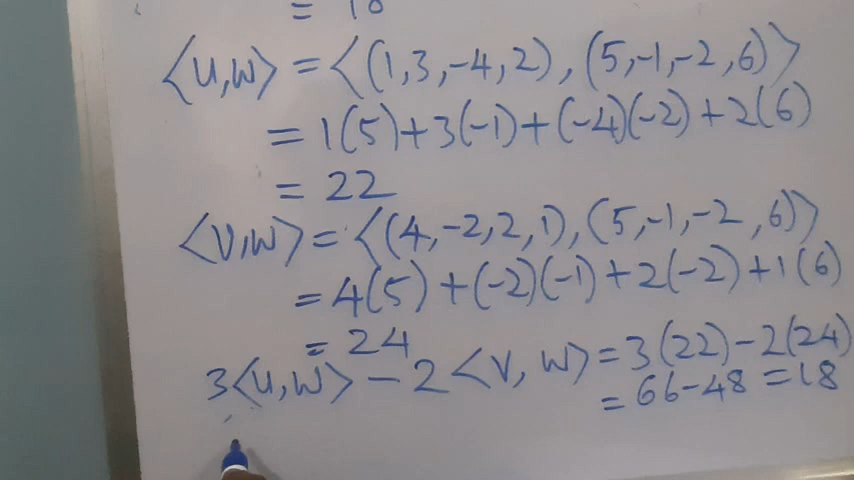 = 18
⟨u,w⟩ = ⟨(1,3,-4,2),(5,-1,-2,6)⟩
= 1(5)+3(-1)+(-4)(-2)+2(6)
= 22
⟨v,w⟩ = ⟨(4,-2,2,1),(5,-1,-2,6)⟩
= 4(5)+(-2)(-1)+2(-2)+1(6)
= 24
3⟨u,w⟩-2<v,w⟩ = 3(22)-2(24)
= 66-48 = 18